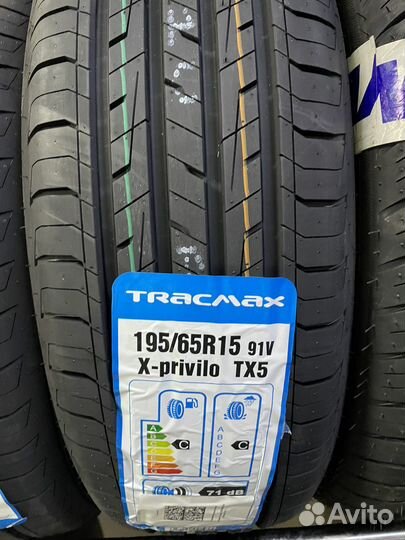 TRACMAX
195/65R15 91V
X-privilo TX5
A
B
C
D
E
F
G
C
A
B
C
D
E
F
G
C
71 dB
Avito